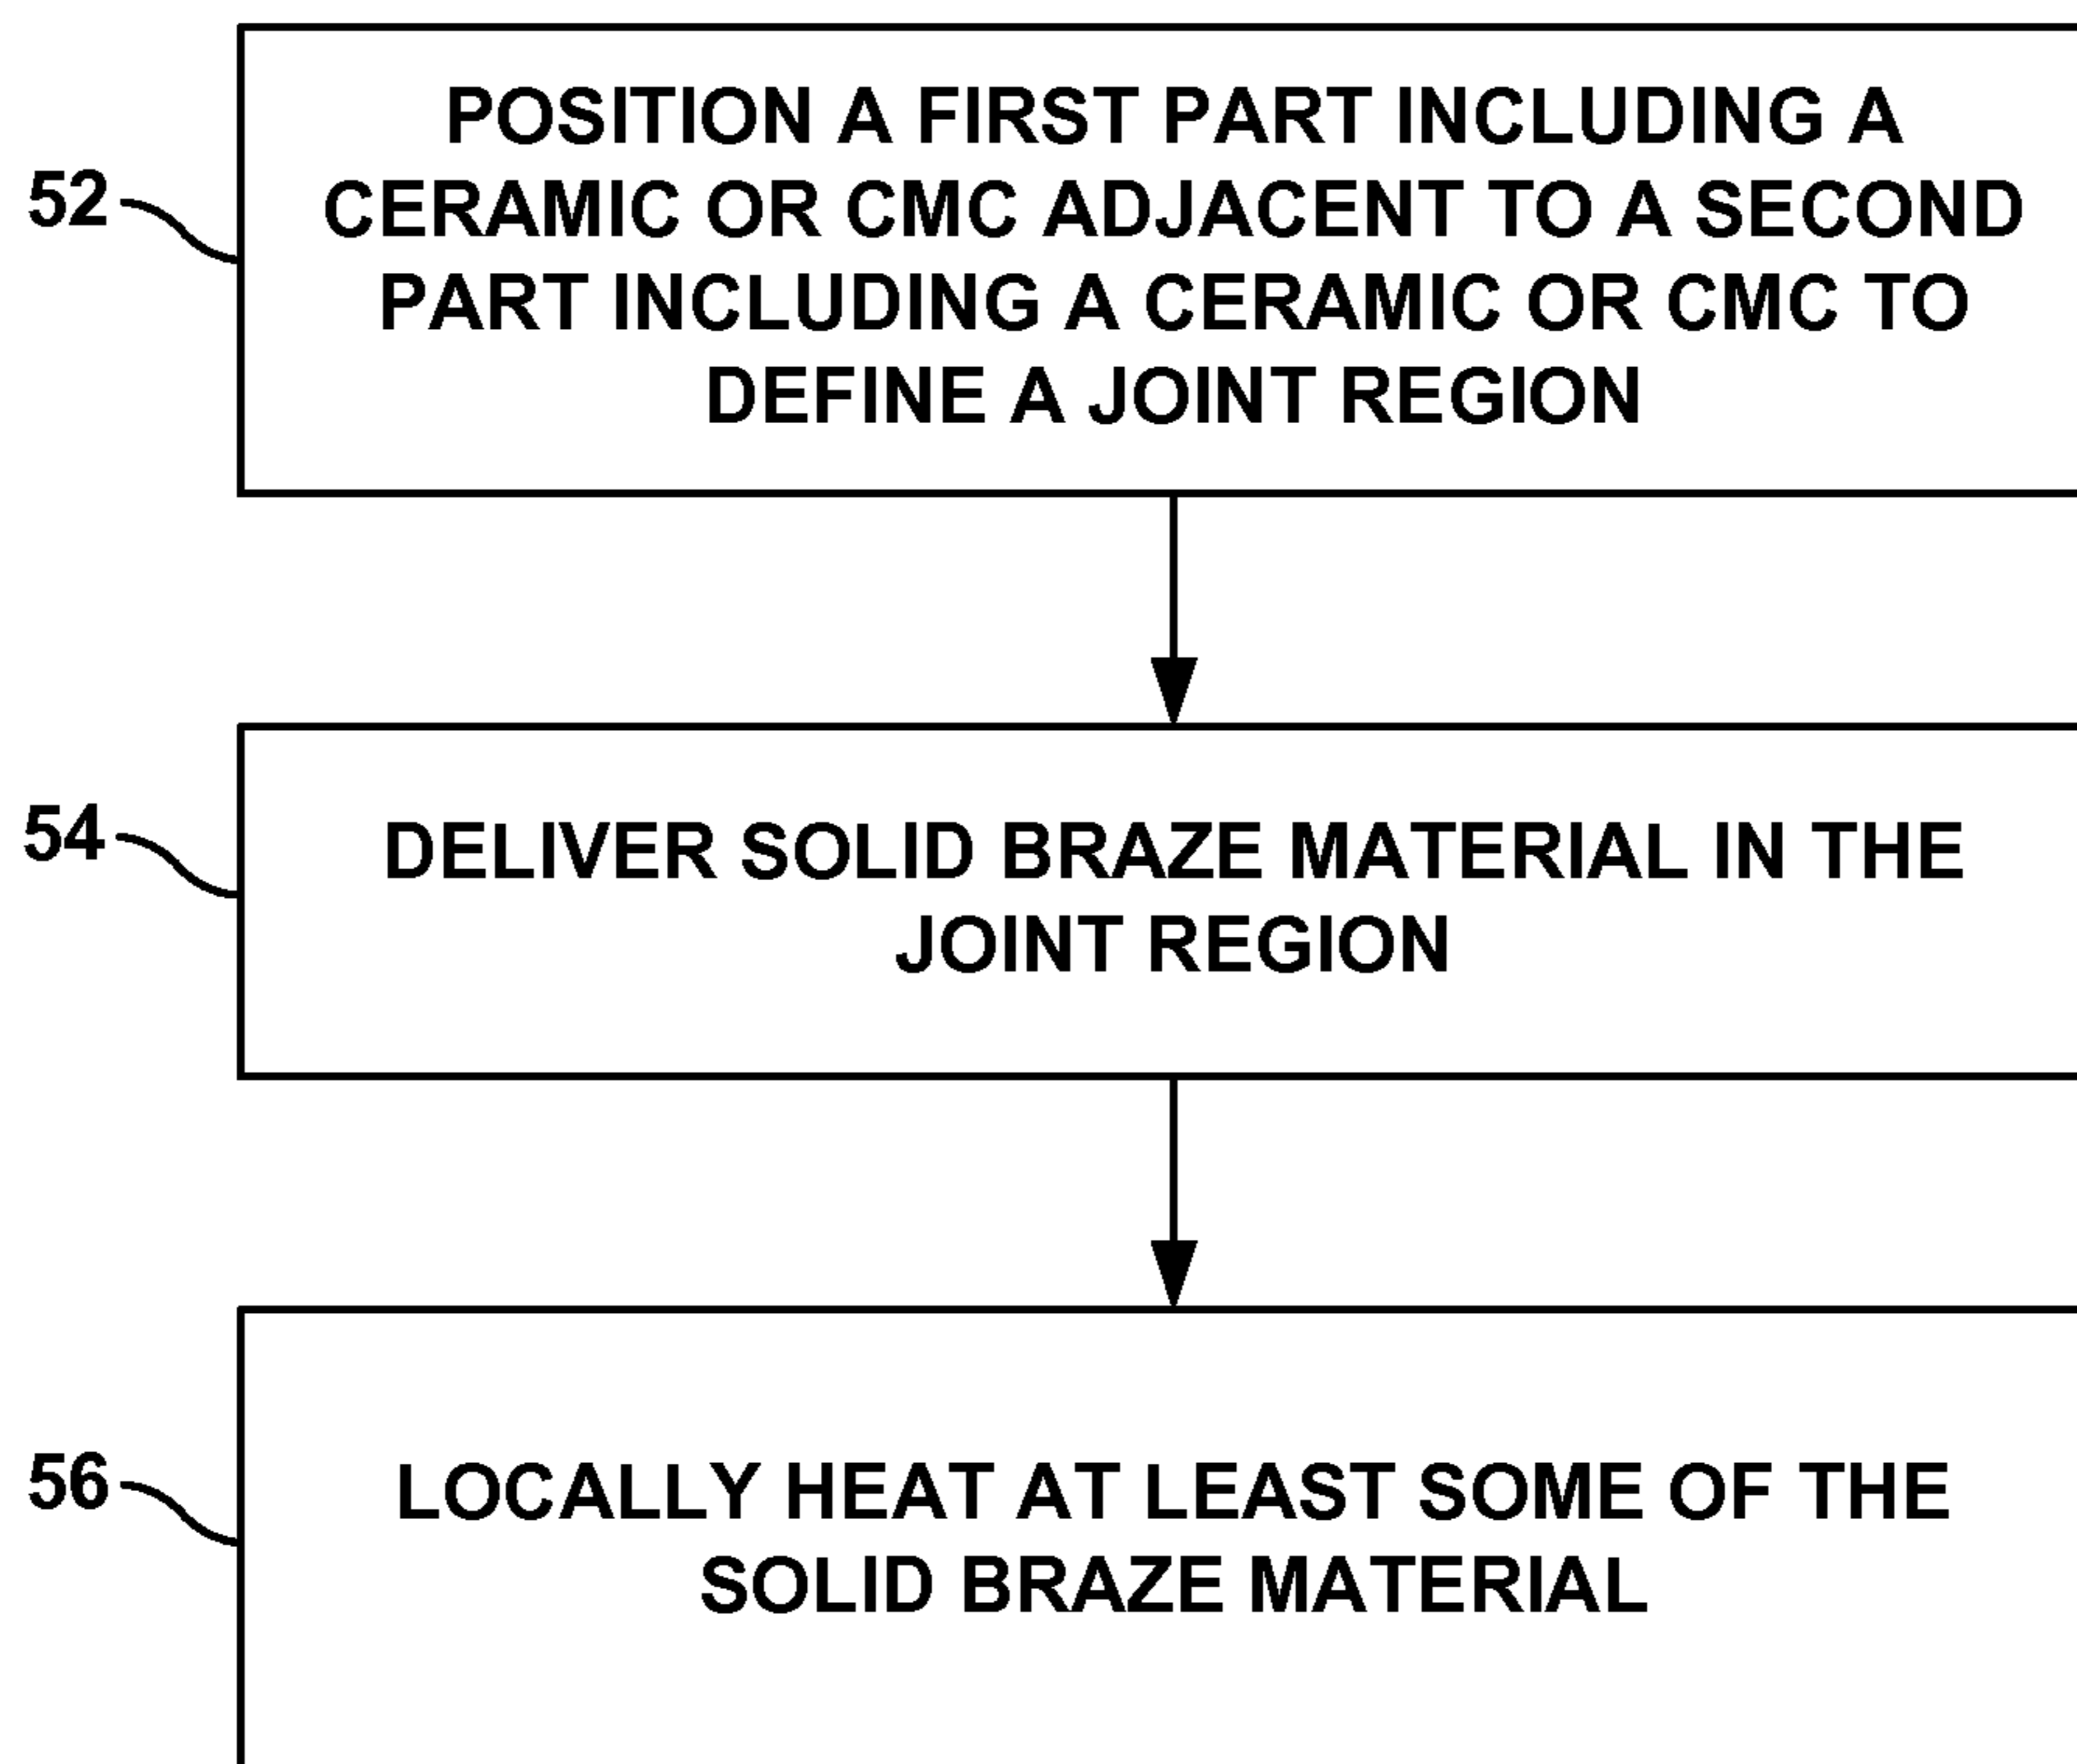 POSITION A FIRST PART INCLUDING A
52
CERAMIC OR CMC ADJACENT TO A SECOND
PART INCLUDING A CERAMIC OR CMC TO
DEFINE A JOINT REGION
54
DELIVER SOLID BRAZE MATERIAL IN THE
JOINT REGION
56
LOCALLY HEAT AT LEAST SOME OF THE
SOLID BRAZE MATERIAL